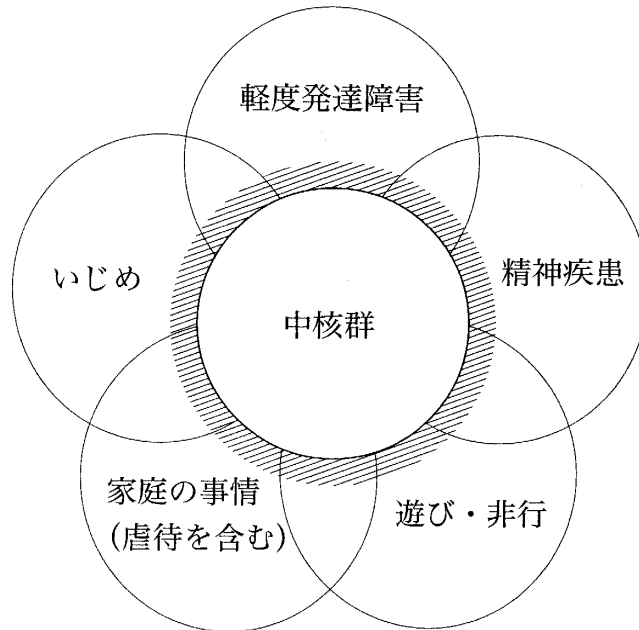 軽度発達障害
いじめ
精神疾患
中核群
家庭の事情
(虐待を含む)
遊び・非行